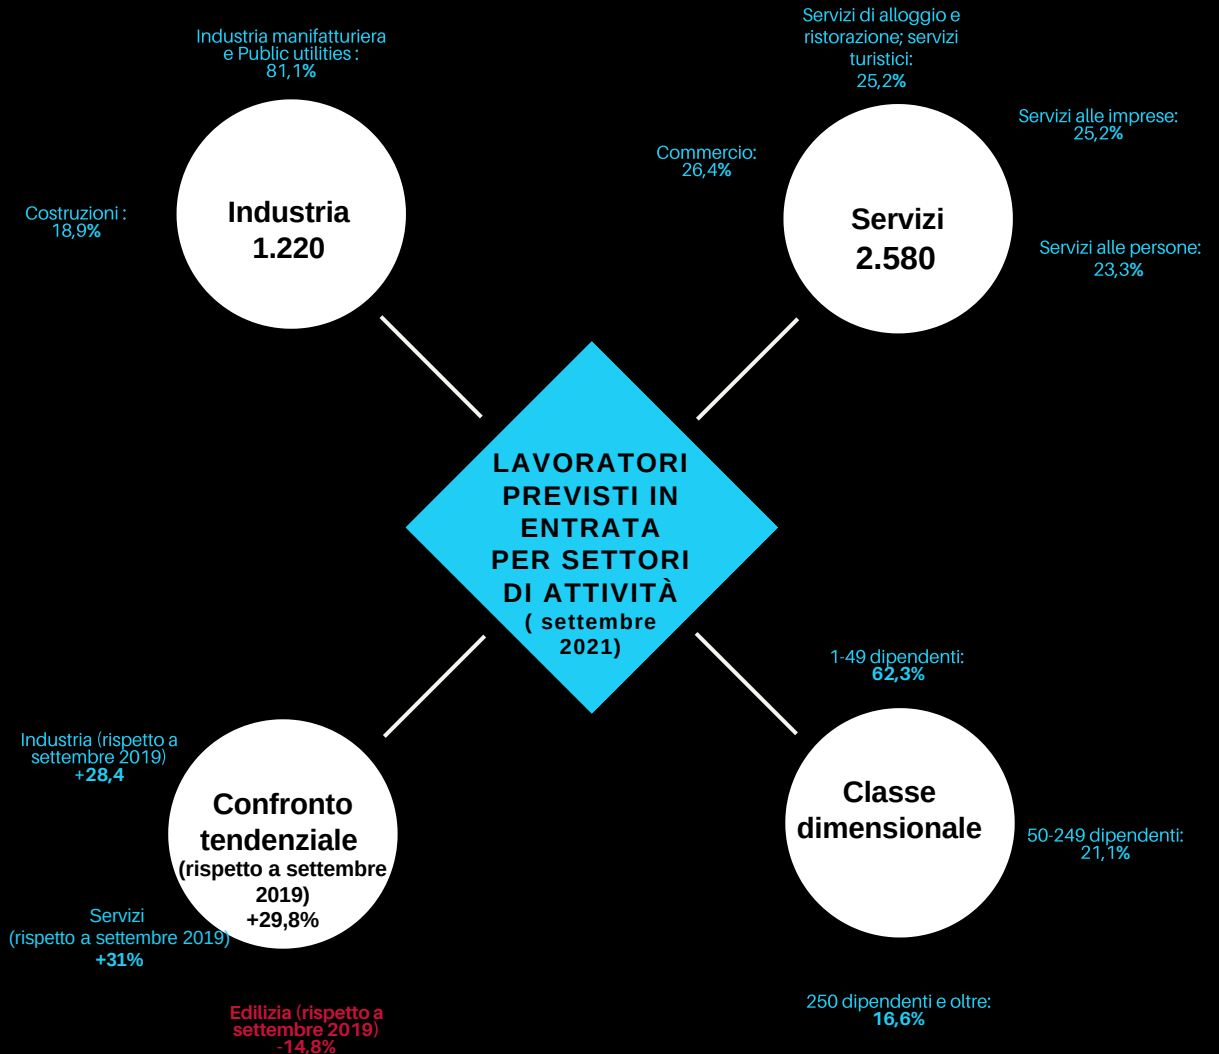 Industria manifatturiera
e Public utilities :
81,1%
Costruzioni :
18,9%
Industria
1.220
Servizi di alloggio e
ristorazione; servizi
turistici:
25,2%
Servizi alle imprese:
25,2%
Commercio:
26,4%
Servizi
2.580
Servizi alle persone:
23,3%
LAVORATORI
PREVISTI IN
ENTRATA
PER SETTORI
DI ATTIVITÀ
( settembre
2021)
Industria (rispetto a
settembre 2019)
+28,4
Confronto
tendenziale
(rispetto a settembre
2019)
+29,8%
Servizi
(rispetto a settembre 2019)
+31%
Edilizia (rispetto a
settembre 2019)
-14,8%
1-49 dipendenti:
62,3%
Classe
dimensionale
50-249 dipendenti:
21,1%
250 dipendenti e oltre:
16,6%